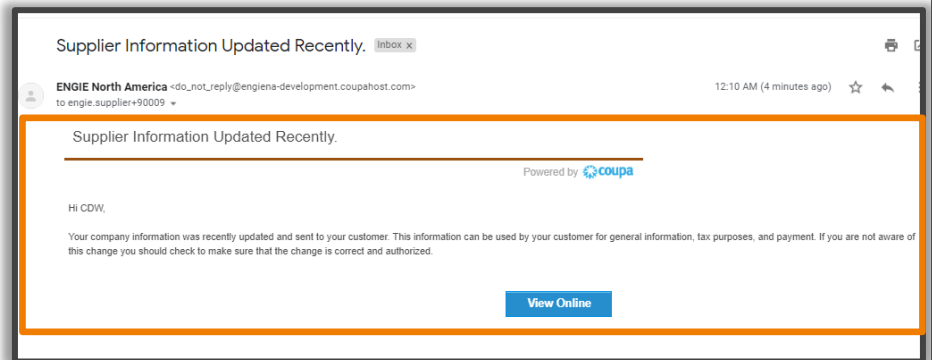 Supplier Information Updated Recently. Inbox x
ENGIE North America <do_not_reply@engiena-development.coupahost.com> 12:10 AM (4 minutes ago)
to engie.supplier+90009
Supplier Information Updated Recently.
Powered by coupa
Hi CDW,
Your company information was recently updated and sent to your customer. This information can be used by your customer for general information, tax purposes, and payment. If you are not aware of
this change you should check to make sure that the change is correct and authorized.
View Online